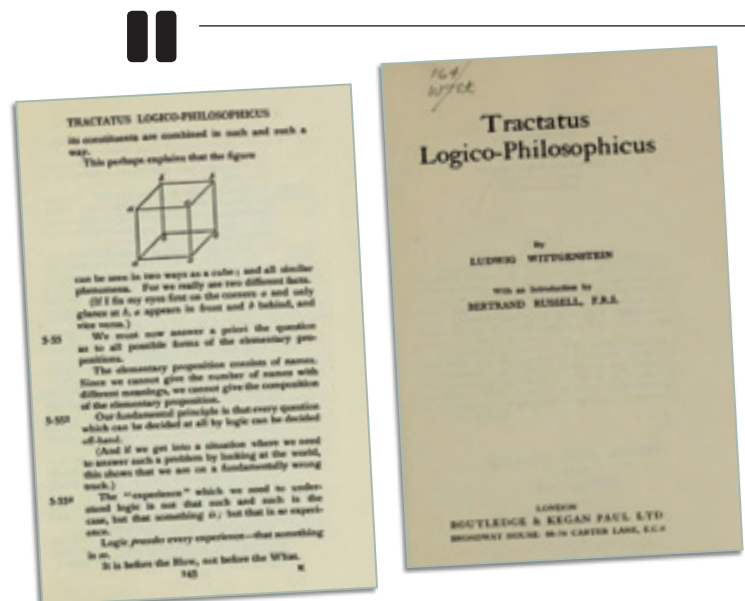 TRACTATUS LOGICO-PHILOSOPHICUS
its constituents are combined in such and such a
way.
This perhaps explains that the figure
can be seen in two ways as a cube; and all similar
phenomena. For we really see two different facts.
(If I fix my eyes first on the corners a and only
glance at b, a appears in front and b behind, and
vice versa.)
5.55 We must now answer a priori the question
as to all possible forms of the elementary pro-
positions.
The elementary proposition consists of names.
Since we cannot give the number of names with
different meanings, we cannot give the composition
of the elementary proposition.
5.551 Our fundamental principle is that every question
which can be decided at all by logic can be decided
off-hand.
(And if we get into a situation where we need
to answer such a problem by looking at the world,
this shows that we are on a fundamentally wrong
track.)
5.552 The "experience" which we need to under-
stand logic is not that such and such is the
case, but that something is; but that is no experi-
ence.
Logic precedes every experience—that something
is so.
It is before the How, not before the What.
145
K
164/
Tractatus
Logico-Philosophicus
By
LUDWIG WITTGENSTEIN
With an Introduction by
BERTRAND RUSSELL, F.R.S.
LONDON
ROUTLEDGE & KEGAN PAUL LTD
BROADWAY HOUSE: 68-74 CARTER LANE, E.C.4